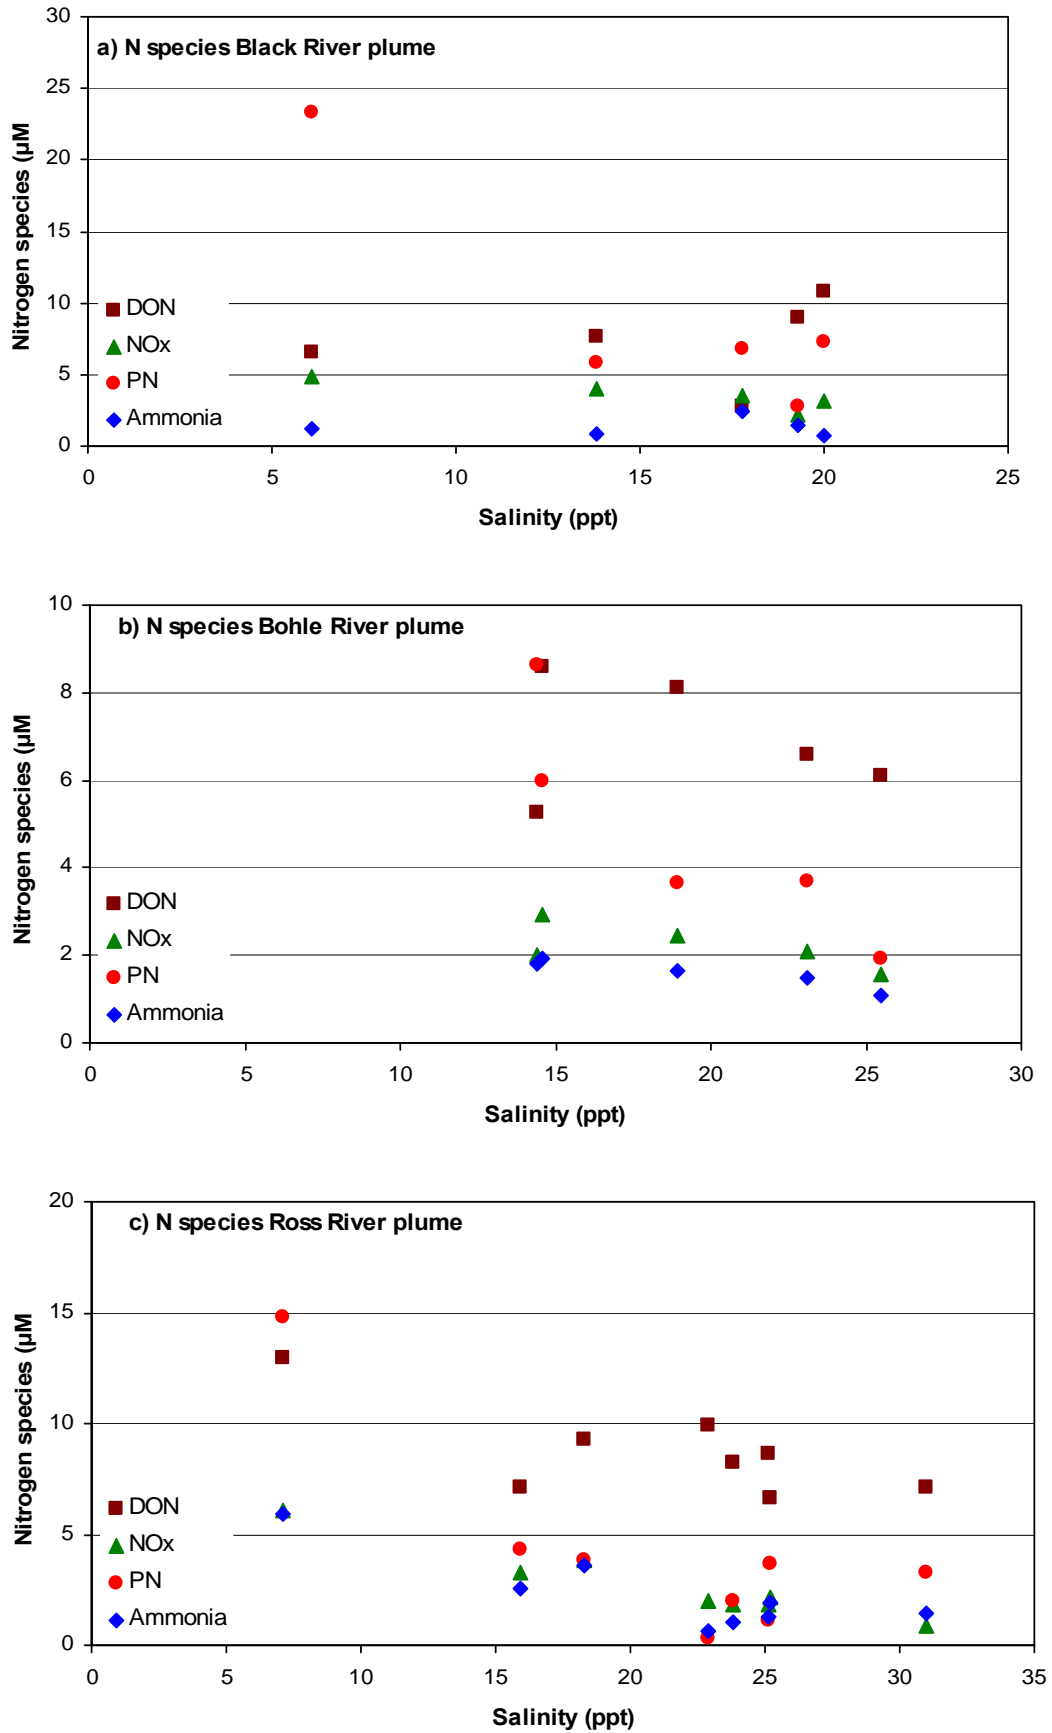 a) N species Black River plume
Nitrogen species (µM
30
25
20
15
10
5
0
DON
NOx
PN
Ammonia
0 5 10 15 20 25
Salinity (ppt)
b) N species Bohle River plume
Nitrogen species (µM
10
8
6
4
2
0
DON
NOx
PN
Ammonia
0 5 10 15 20 25 30
Salinity (ppt)
c) N species Ross River plume
Nitrogen species (µM
20
15
10
5
0
DON
NOx
PN
Ammonia
0 5 10 15 20 25 30 35
Salinity (ppt)